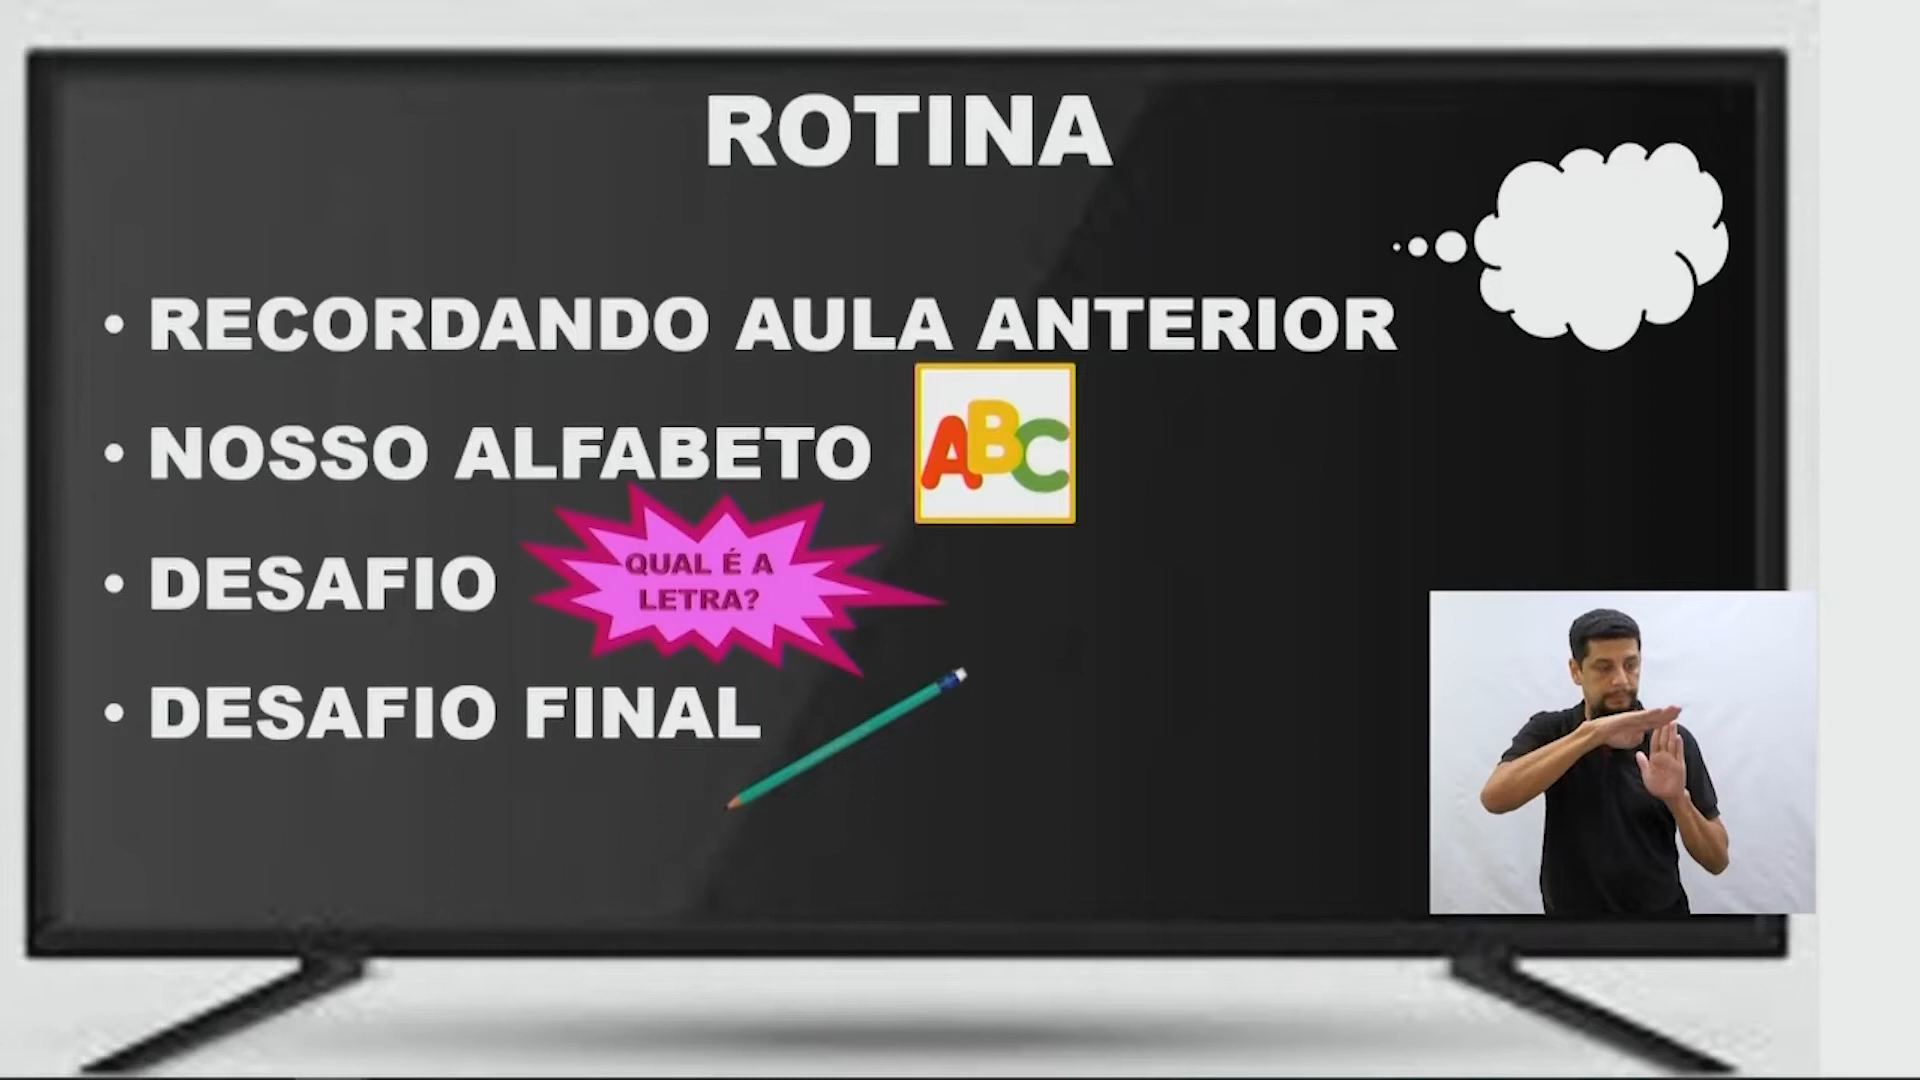 ROTINA
• RECORDANDO AULA ANTERIOR
• NOSSO ALFABETO
ABC
• DESAFIO
QUAL É A
LETRA?
• DESAFIO FINAL